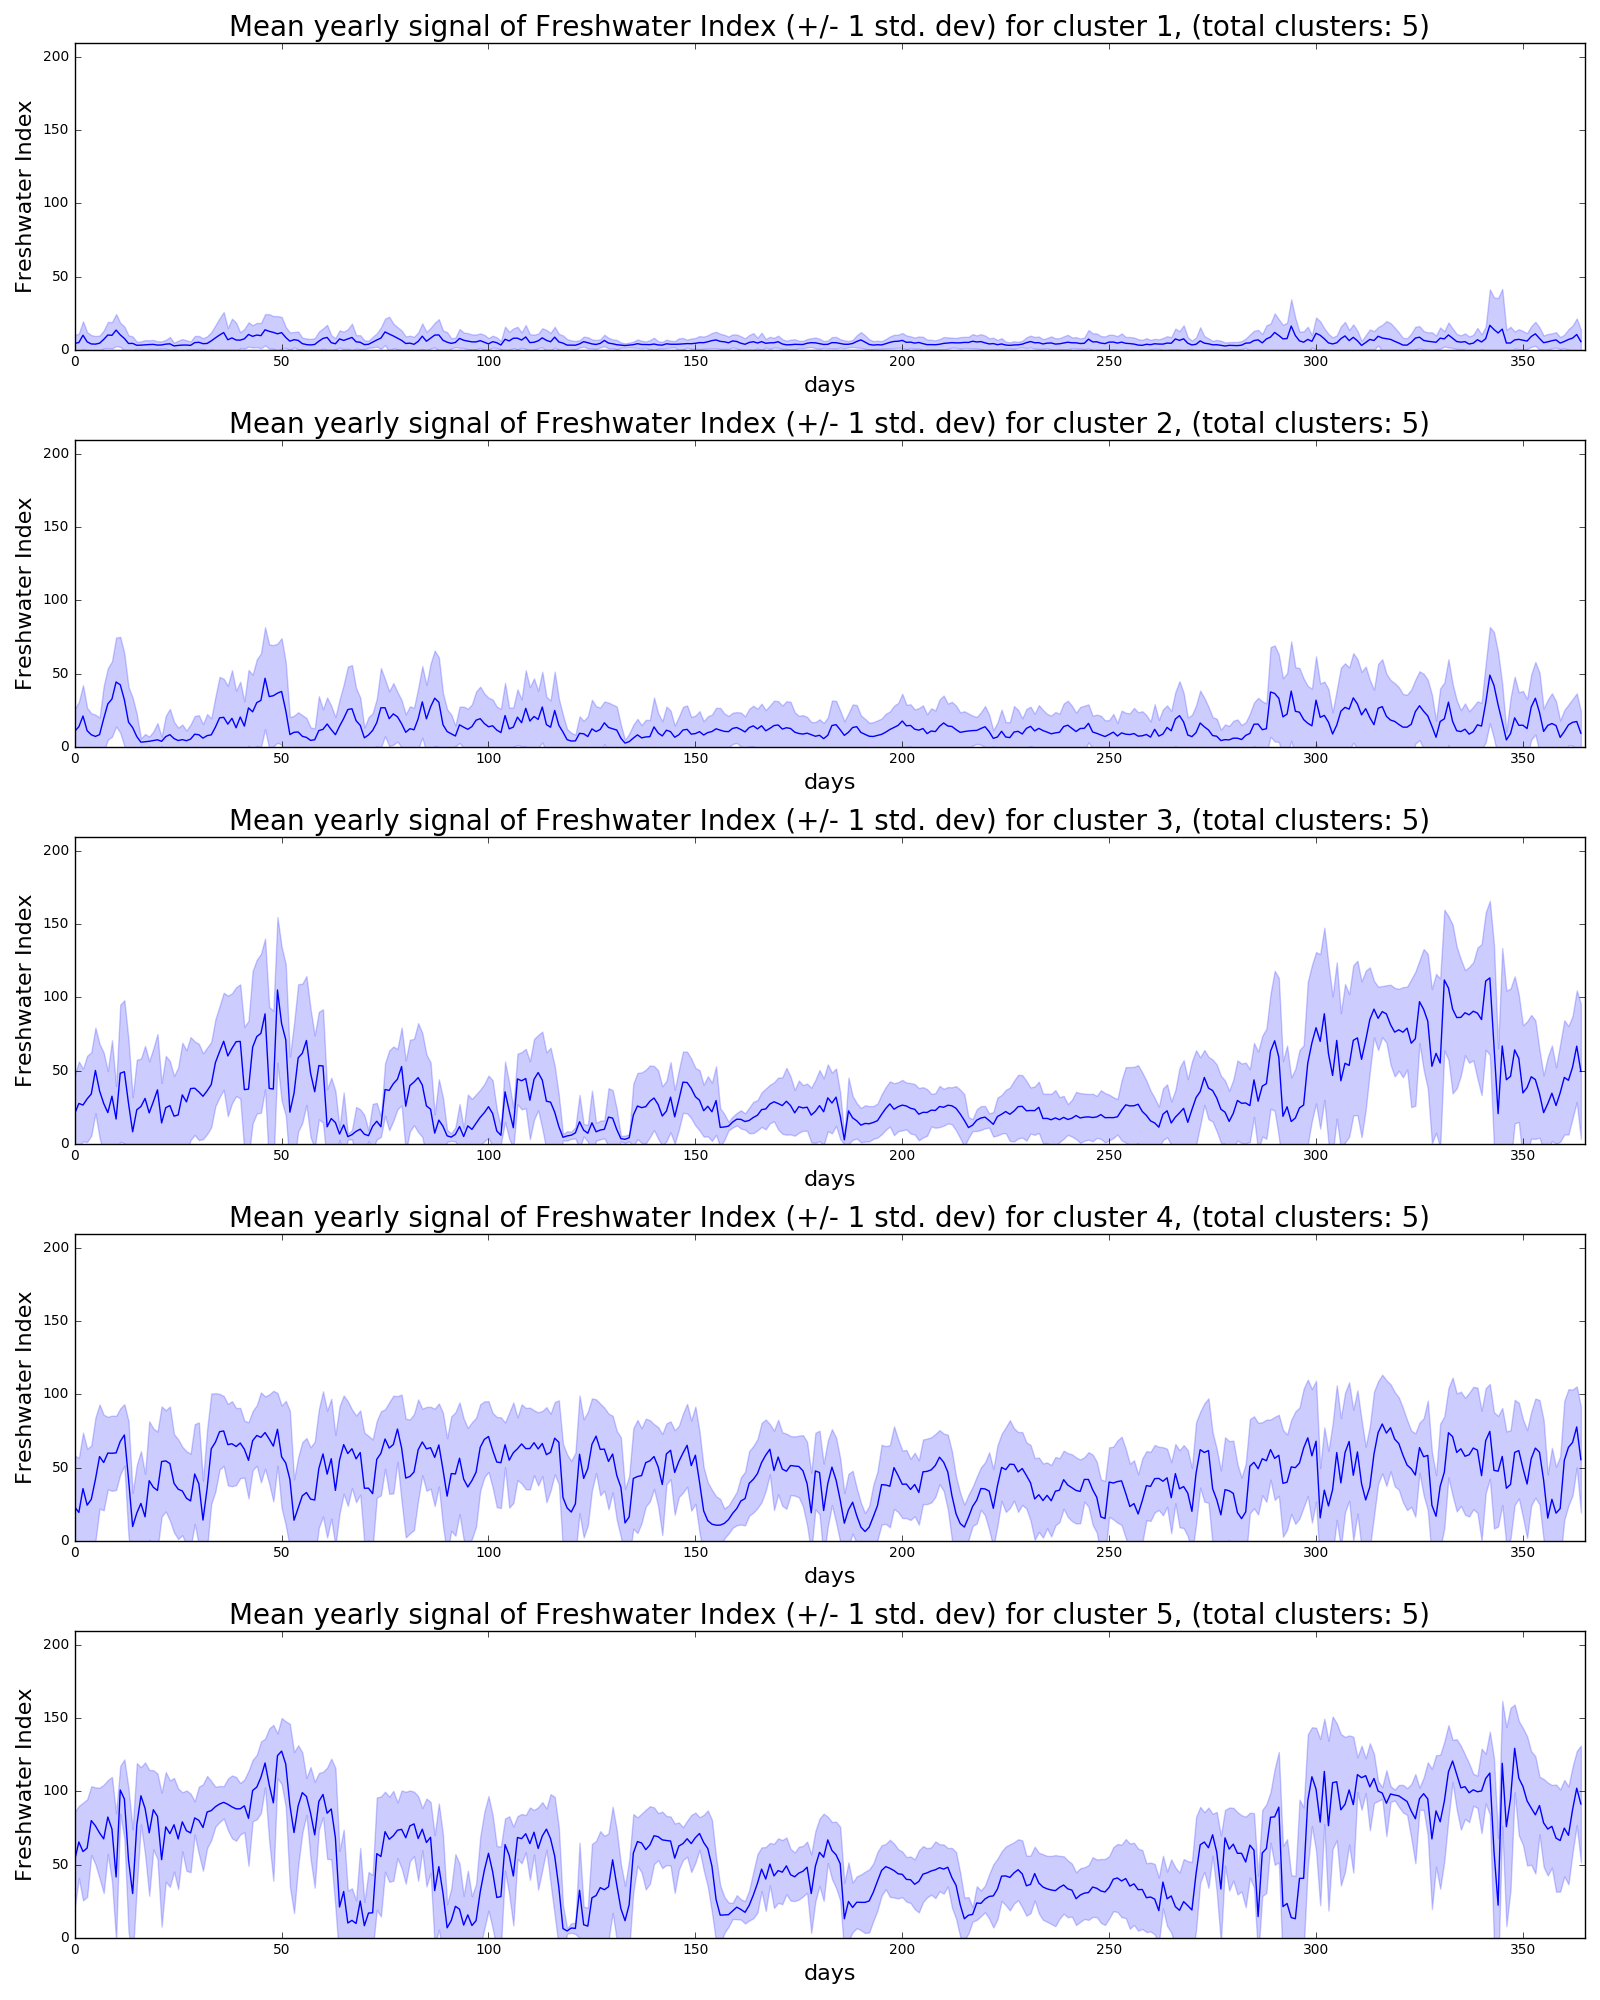 Mean yearly signal of Freshwater Index (+/- 1 std. dev) for cluster 1, (total clusters: 5)
Freshwater Index
200
150
100
50
0
0 50 100 150 200 250 300 350
days
Mean yearly signal of Freshwater Index (+/- 1 std. dev) for cluster 2, (total clusters: 5)
Freshwater Index
200
150
100
50
0
0 50 100 150 200 250 300 350
days
Mean yearly signal of Freshwater Index (+/- 1 std. dev) for cluster 3, (total clusters: 5)
Freshwater Index
200
150
100
50
0
0 50 100 150 200 250 300 350
days
Mean yearly signal of Freshwater Index (+/- 1 std. dev) for cluster 4, (total clusters: 5)
Freshwater Index
200
150
100
50
0
0 50 100 150 200 250 300 350
days
Mean yearly signal of Freshwater Index (+/- 1 std. dev) for cluster 5, (total clusters: 5)
Freshwater Index
200
150
100
50
0
0 50 100 150 200 250 300 350
days